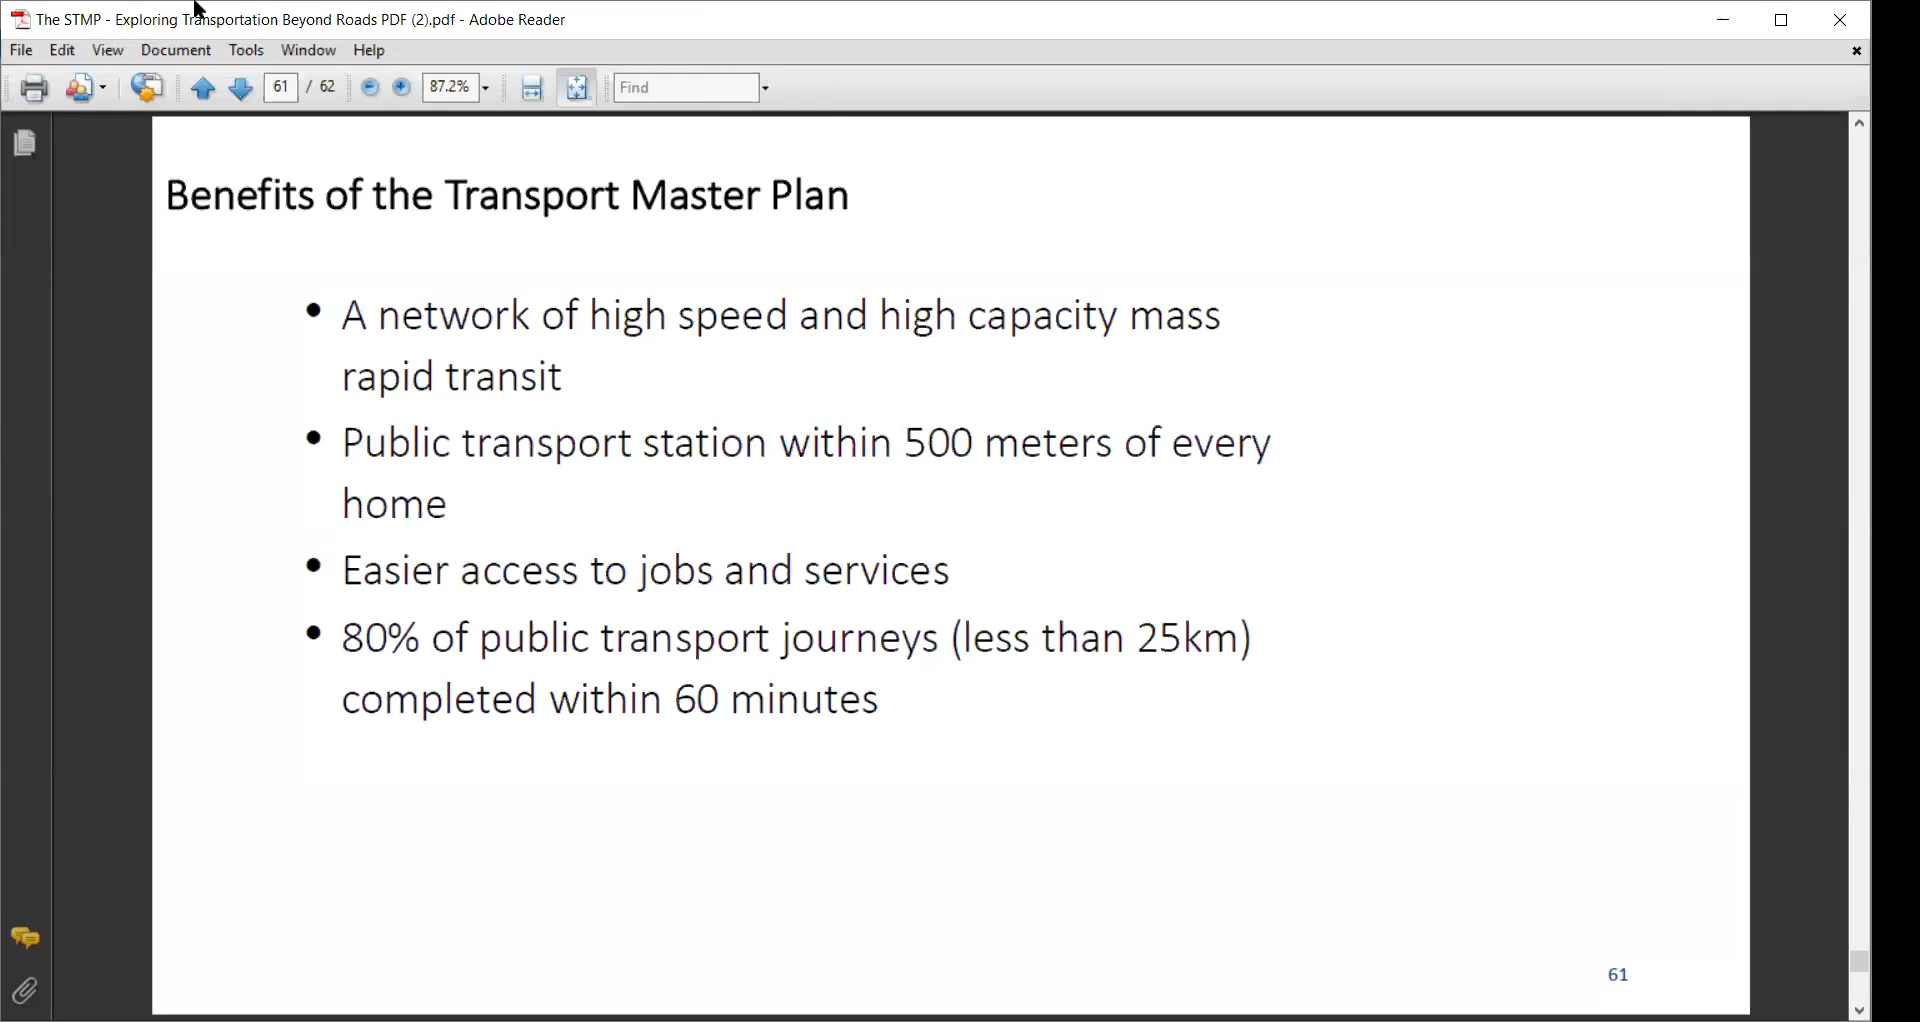 The STMP - Exploring Transportation Beyond Roads PDF (2).pdf - Adobe Reader
File Edit View Document Tools Window Help
61 / 62 87.2% Find
Benefits of the Transport Master Plan
• A network of high speed and high capacity mass
rapid transit
• Public transport station within 500 meters of every
home
• Easier access to jobs and services
• 80% of public transport journeys (less than 25km)
completed within 60 minutes
61